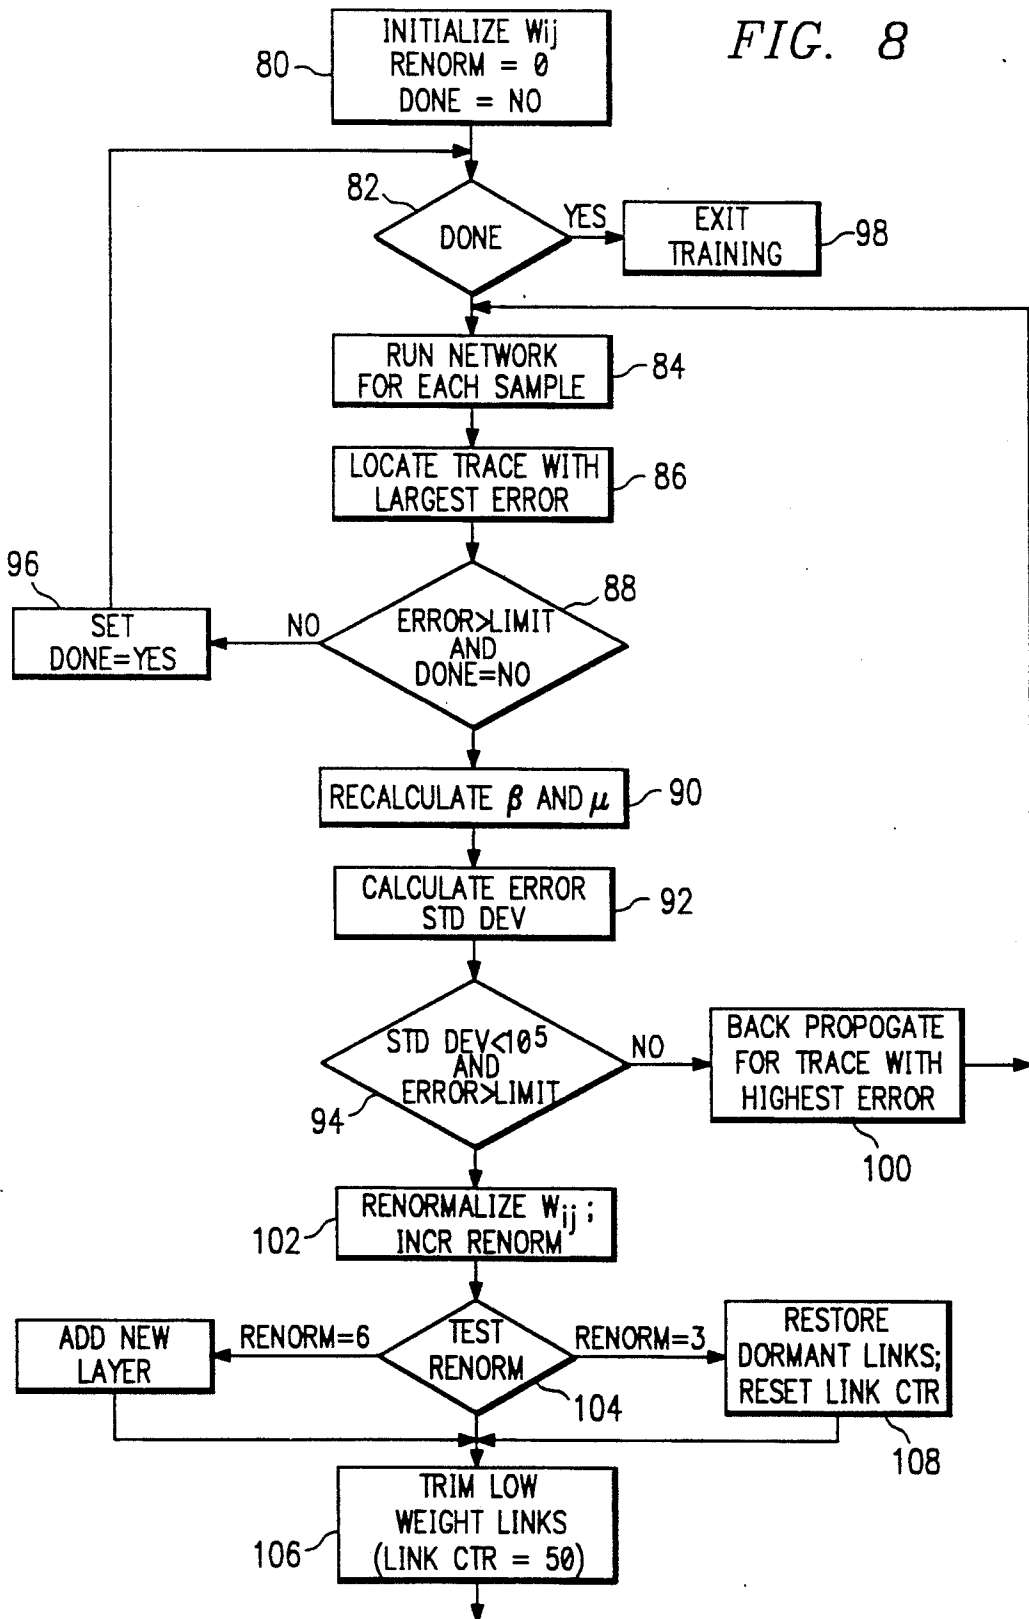 FIG. 8
80
INITIALIZE Wij
RENORM = 0
DONE = NO
82
DONE
YES
EXIT
TRAINING
98
RUN NETWORK
FOR EACH SAMPLE
84
LOCATE TRACE WITH
LARGEST ERROR
86
96
SET
DONE=YES
NO
ERROR>LIMIT
AND
DONE=NO
88
RECALCULATE β AND μ
90
CALCULATE ERROR
STD DEV
92
STD DEV<10⁵
AND
ERROR>LIMIT
94
NO
BACK PROPOGATE
FOR TRACE WITH
HIGHEST ERROR
100
102
RENORMALIZE Wij ;
INCR RENORM
ADD NEW
LAYER
RENORM=6
TEST
RENORM
104
RENORM=3
RESTORE
DORMANT LINKS;
RESET LINK CTR
108
106
TRIM LOW
WEIGHT LINKS
(LINK CTR = 50)